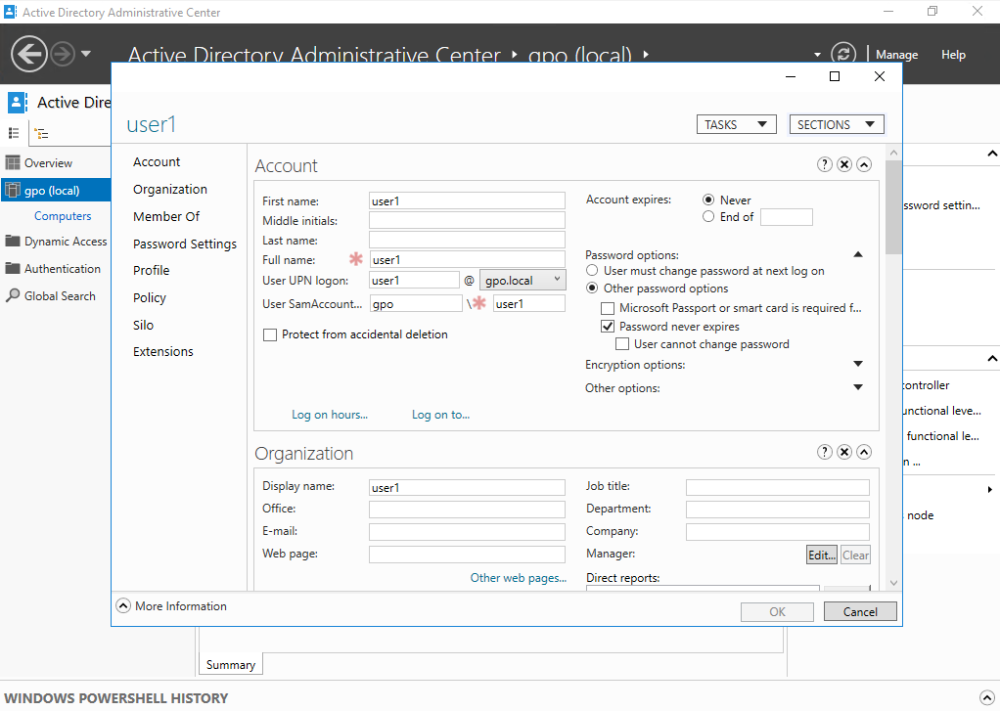 Active Directory Administrative Center
Active Directory Administrative Center ‣ gpo (local) ‣
Manage
Help
Active Dire
Overview
gpo (local)
Computers
Dynamic Access
Authentication
Global Search
user1
TASKS
SECTIONS
Account
Organization
Member Of
Password Settings
Profile
Policy
Silo
Extensions
Account
First name: user1
Middle initials:
Last name:
Full name: * user1
User UPN logon: user1 @ gpo.local
User SamAccount... gpo \* user1
Protect from accidental deletion
Log on hours... Log on to...
Account expires: Never
End of
Password options:
User must change password at next log on
Other password options
Microsoft Passport or smart card is required f...
Password never expires
User cannot change password
Encryption options:
Other options:
Organization
Display name: user1
Office:
E-mail:
Web page:
Other web pages...
Job title:
Department:
Company:
Manager: Edit... Clear
Direct reports:
More Information
OK Cancel
ssword settin...
ontroller
unctional leve...
functional le...
n ...
node
Summary
WINDOWS POWERSHELL HISTORY